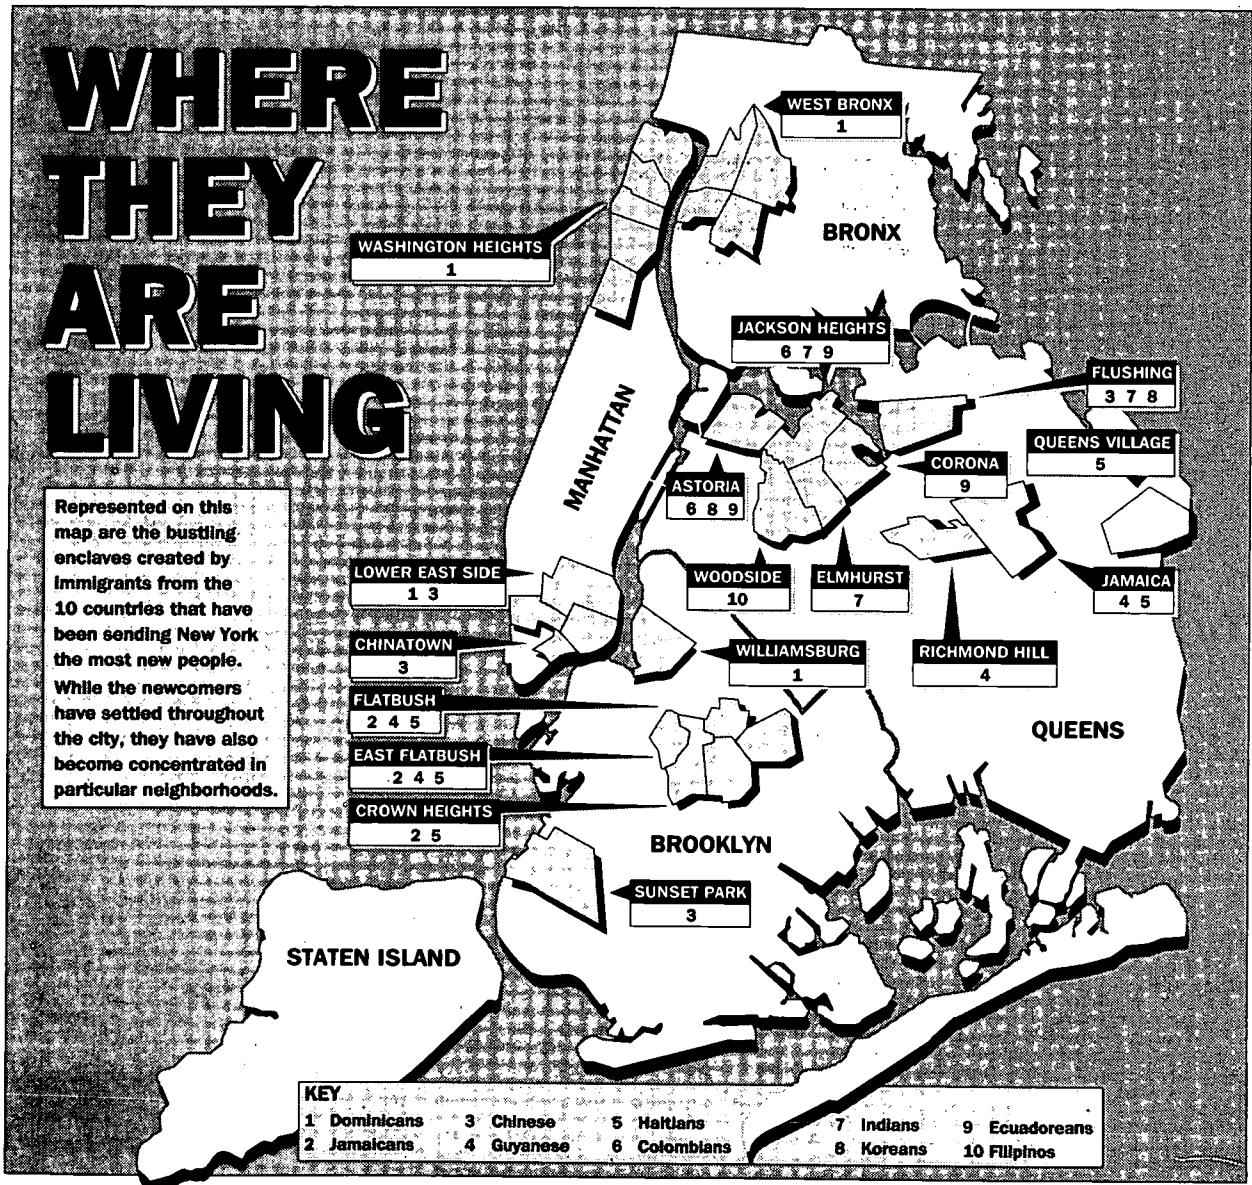 WHERE
THEY
ARE
LIVING
Represented on this
map are the bustling
enclaves created by
immigrants from the
10 countries that have
been sending New York
the most new people.
While the newcomers
have settled throughout
the city, they have also
become concentrated in
particular neighborhoods.
WEST BRONX
1
BRONX
WASHINGTON HEIGHTS
1
JACKSON HEIGHTS
6 7 9
FLUSHING
3 7 8
MANHATTAN
QUEENS VILLAGE
5
CORONA
9
ASTORIA
6 8 9
LOWER EAST SIDE
1 3
WOODSIDE
10
ELMHURST
7
JAMAICA
4 5
CHINATOWN
3
WILLIAMSBURG
1
RICHMOND HILL
4
FLATBUSH
2 4 5
QUEENS
EAST FLATBUSH
2 4 5
CROWN HEIGHTS
2 5
BROOKLYN
SUNSET PARK
3
STATEN ISLAND
KEY
1 Dominicans
2 Jamaicans
3 Chinese
4 Guyanese
5 Haitians
6 Colombians
7 Indians
8 Koreans
9 Ecuadoreans
10 Filipinos